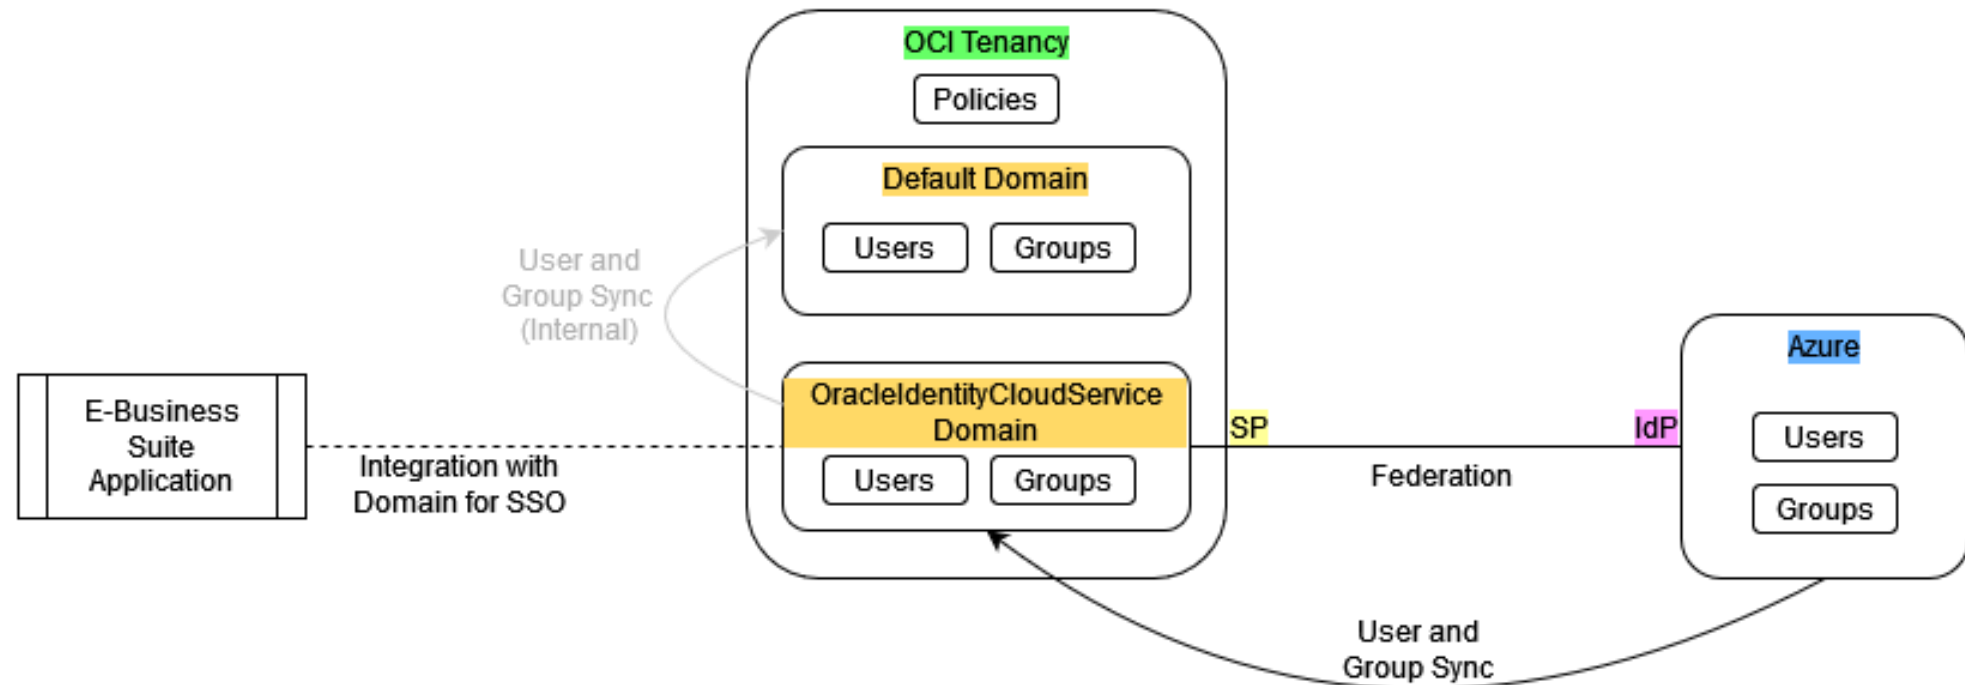 OCI Tenancy
Policies
Default Domain
Users
Groups
User and
Group Sync
(Internal)
E-Business
Suite
Application
Integration with
Domain for SSO
OracleIdentityCloudService
Domain
Users
Groups
SP
IdP
Federation
Azure
Users
Groups
User and
Group Sync